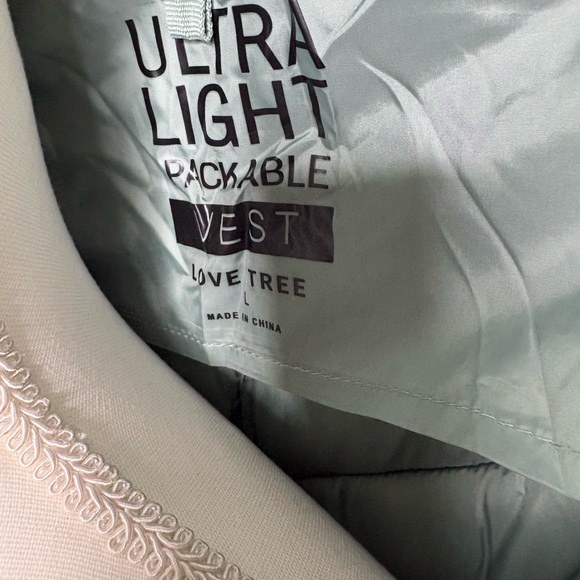 ULTRA
LIGHT
PACKABLE
VEST
LOVE TREE
L
MADE IN CHINA